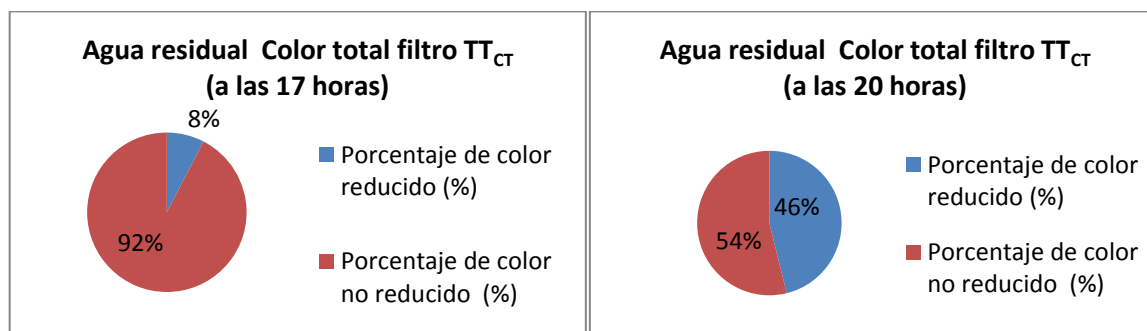 Agua residual Color total filtro TT_CT
(a las 17 horas)
8%
92%
Porcentaje de color
reducido (%)
Porcentaje de color
no reducido (%)
Agua residual Color total filtro TT_CT
(a las 20 horas)
46%
54%
Porcentaje de color
reducido (%)
Porcentaje de color
no reducido (%)